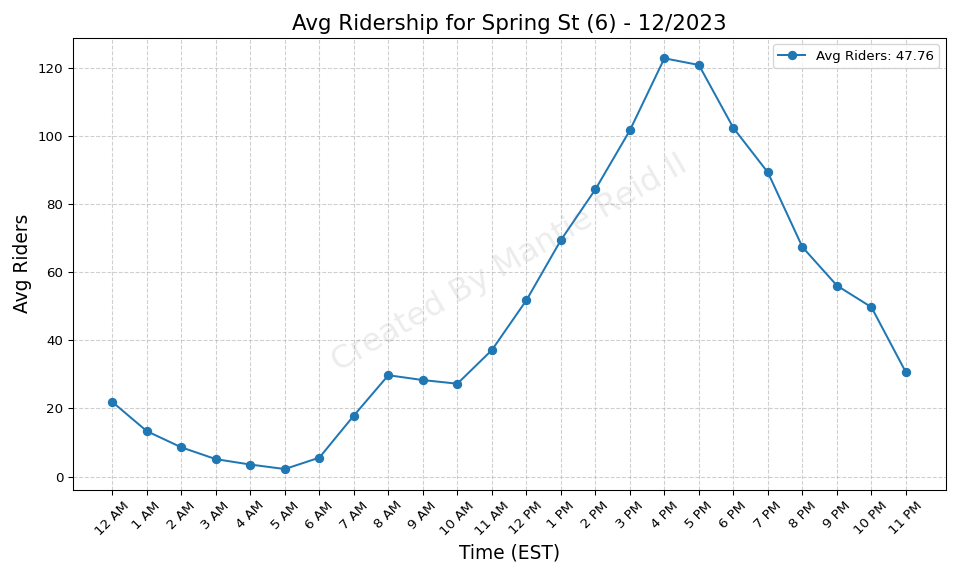 Avg Ridership for Spring St (6) - 12/2023
Avg Riders: 47.76
120
100
80
60
40
20
0
Avg Riders
Created By Mantie Reid II
12 AM
1 AM
2 AM
3 AM
4 AM
5 AM
6 AM
7 AM
8 AM
9 AM
10 AM
11 AM
12 PM
1 PM
2 PM
3 PM
4 PM
5 PM
6 PM
7 PM
8 PM
9 PM
10 PM
11 PM
Time (EST)